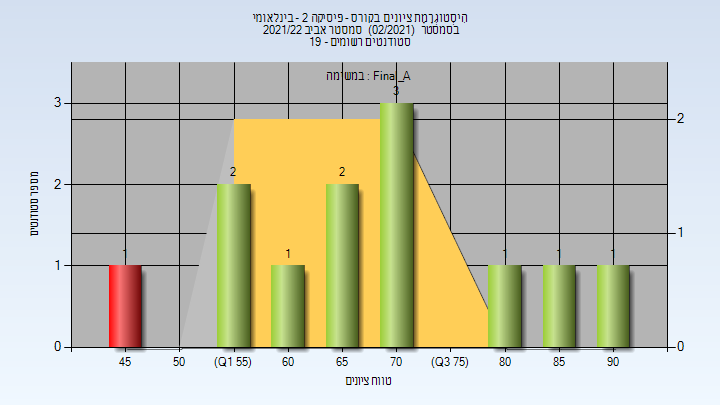 היסטוגרמת ציונים בקורס - פיסיקה 2 - בינלאומי
בסמסטר (02/2021) סמסטר אביב 2021/22
סטודנטים רשומים - 19
במשימה : Final_A
מספר סטודנטים
3
2
1
0
2
1
0
1
2
1
2
3
1
1
1
45
50
(Q1 55)
60
65
70
(Q3 75)
80
85
90
טווח ציונים